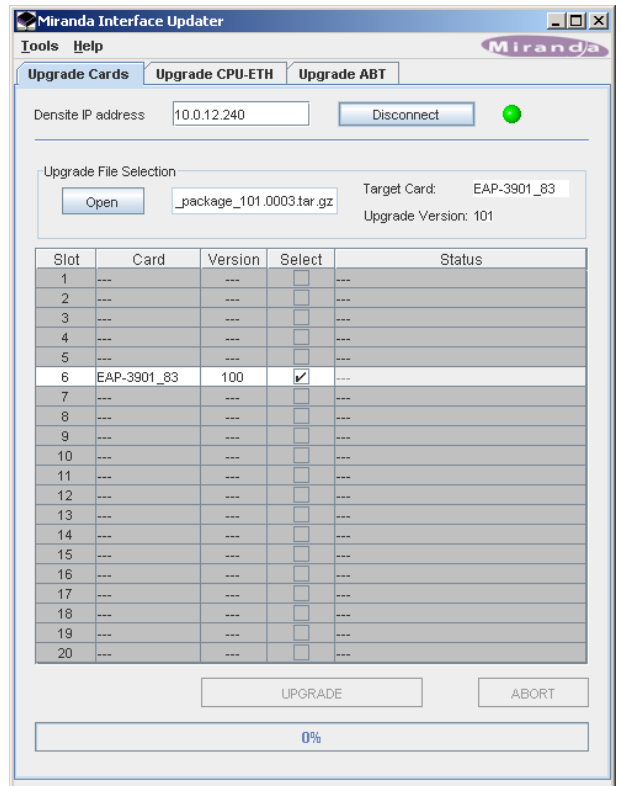 Miranda Interface Updater
Tools Help
Miranda
Upgrade Cards Upgrade CPU-ETH Upgrade ABT
Densite IP address 10.0.12.240 Disconnect
Upgrade File Selection
Open _package_101.0003.tar.gz Target Card: EAP-3901_83
Upgrade Version: 101
Slot Card Version Select Status
1 --- --- ---
2 --- --- ---
3 --- --- ---
4 --- --- ---
5 --- --- ---
6 EAP-3901_83 100 ---
7 --- --- ---
8 --- --- ---
9 --- --- ---
10 --- --- ---
11 --- --- ---
12 --- --- ---
13 --- --- ---
14 --- --- ---
15 --- --- ---
16 --- --- ---
17 --- --- ---
18 --- --- ---
19 --- --- ---
20 --- --- ---
UPGRADE ABORT
0%